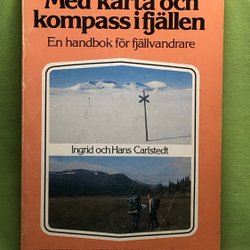 Med karta och
kompass i fjällen
En handbok för fjällvandrare
Ingrid och Hans Carlstedt